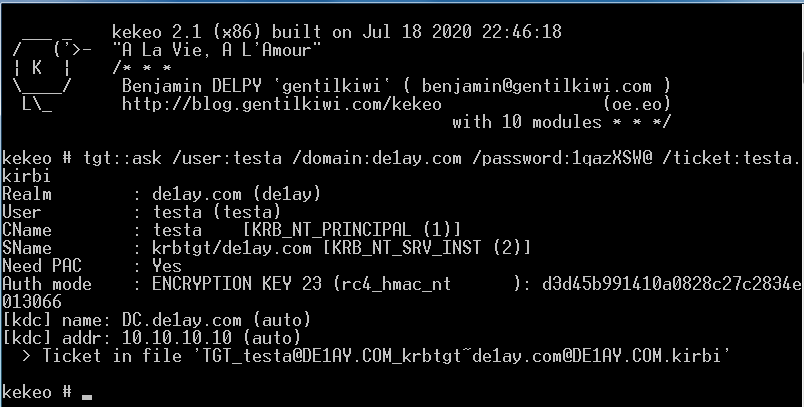 ___ _     kekeo 2.1 (x86) built on Jul 18 2020 22:46:18
 /   ('>-  "A La Vie, A L'Amour"
 | K  |     /* * *
 \____/      Benjamin DELPY `gentilkiwi` ( benjamin@gentilkiwi.com )
  L\_        http://blog.gentilkiwi.com/kekeo                (oe.eo)
                                             with 10 modules * * */
kekeo # tgt::ask /user:testa /domain:de1ay.com /password:1qazXSW@ /ticket:testa.
kirbi
Realm        : de1ay.com (de1ay)
User         : testa (testa)
CName        : testa    [KRB_NT_PRINCIPAL (1)]
SName        : krbtgt/de1ay.com [KRB_NT_SRV_INST (2)]
Need PAC     : Yes
Auth mode    : ENCRYPTION KEY 23 (rc4_hmac_nt      ): d3d45b991410a0828c27c2834e
013066
[kdc] name: DC.de1ay.com (auto)
[kdc] addr: 10.10.10.10 (auto)
  > Ticket in file 'TGT_testa@DE1AY.COM_krbtgt~de1ay.com@DE1AY.COM.kirbi'
kekeo # _